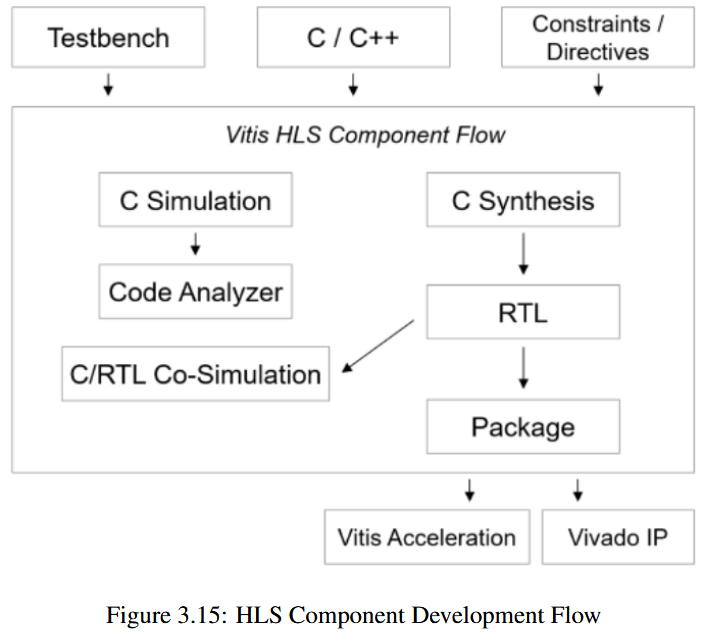 Testbench
C / C++
Constraints /
Directives
Vitis HLS Component Flow
C Simulation
C Synthesis
Code Analyzer
RTL
C/RTL Co-Simulation
Package
Vitis Acceleration
Vivado IP
Figure 3.15: HLS Component Development Flow